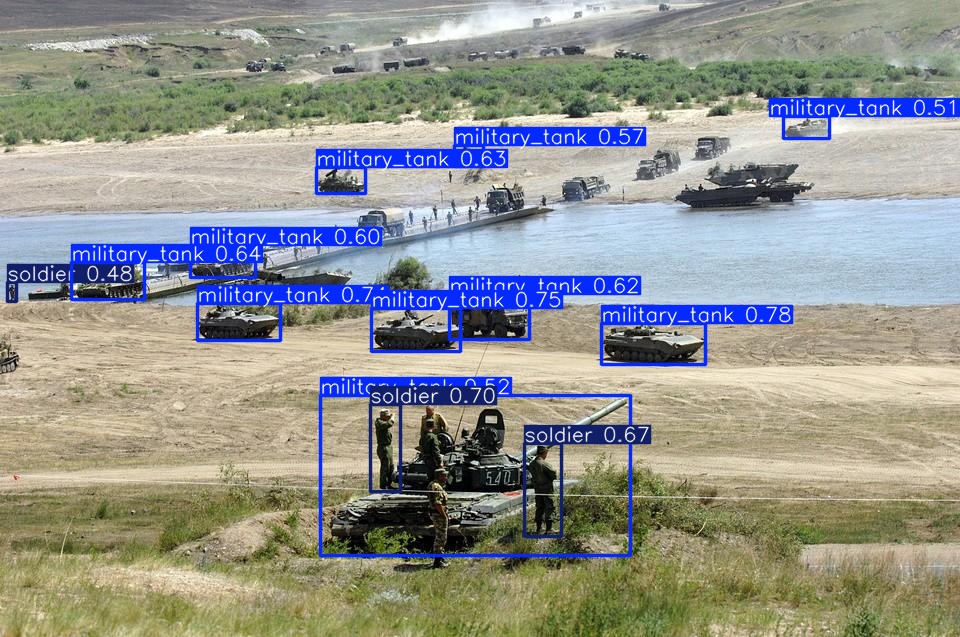 military_tank 0.51
military_tank 0.57
military_tank 0.63
military_tank 0.60
military_tank 0.64
soldier 0.48
military_tank 0.62
military_tank 0.7
military_tank 0.75
military_tank 0.78
military_tank 0.52
soldier 0.70
soldier 0.67
540